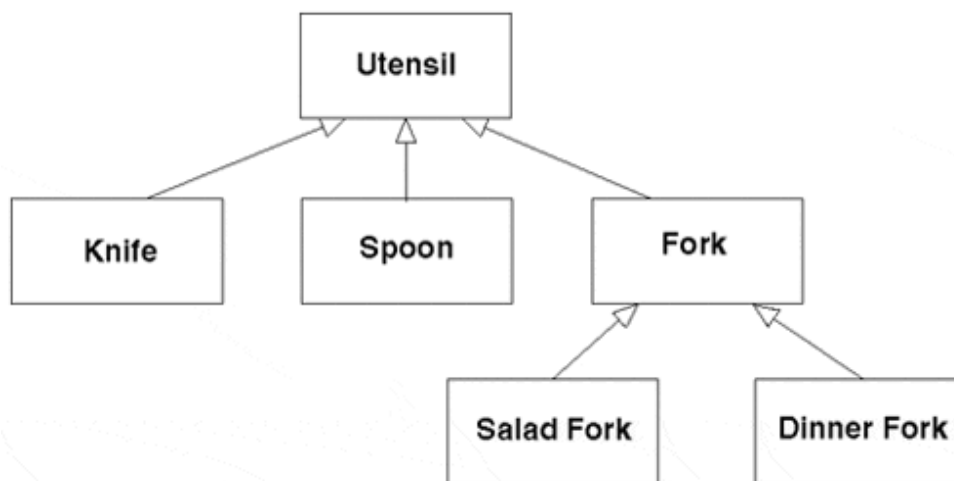 Utensil
Knife
Spoon
Fork
Salad Fork
Dinner Fork